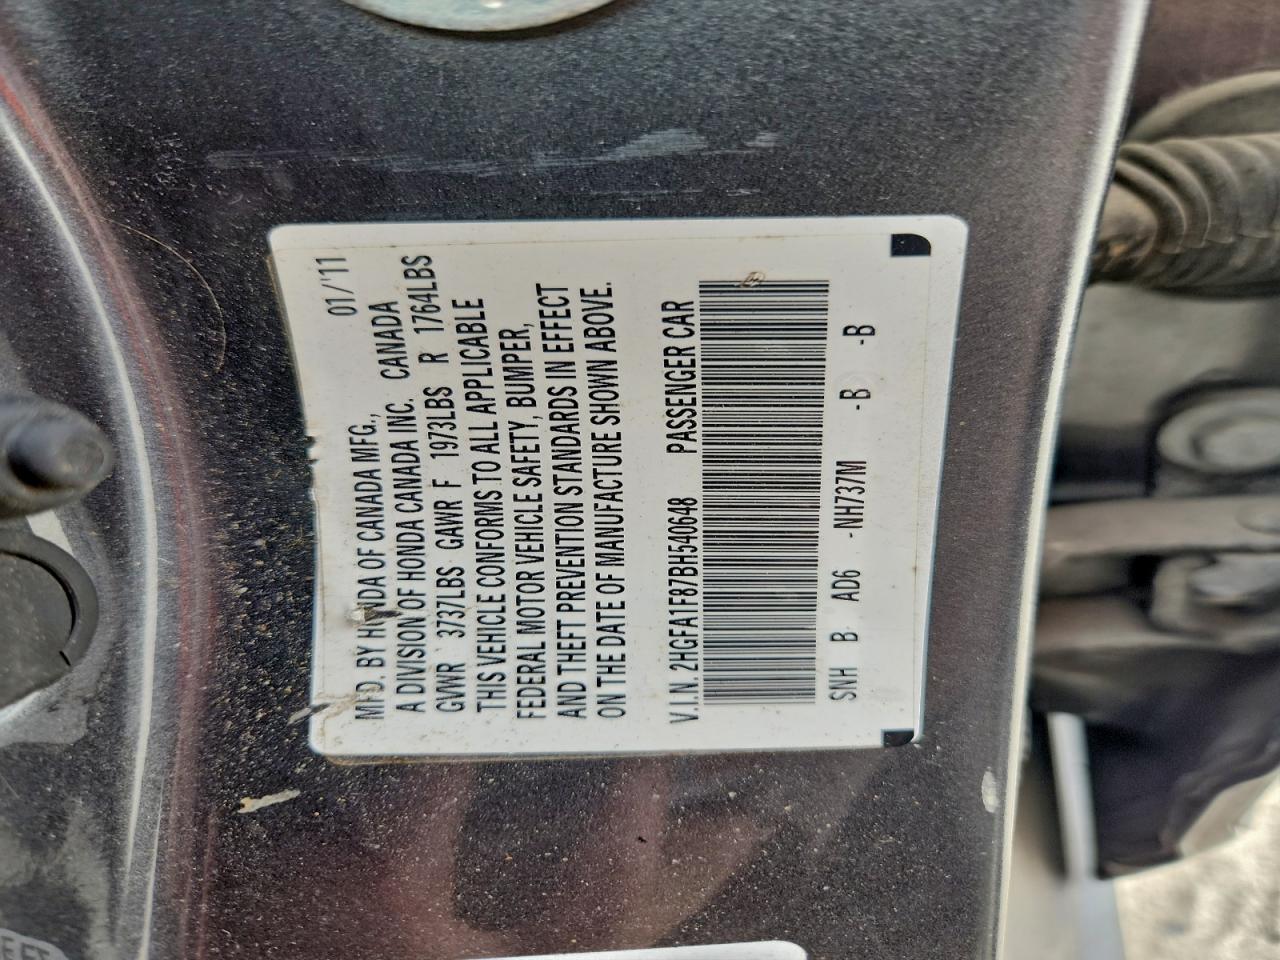 01/'11
MFD. BY HONDA OF CANADA MFG.,
A DIVISION OF HONDA CANADA INC. CANADA
GVWR 3737LBS GAWR F 1973LBS R 1764LBS
THIS VEHICLE CONFORMS TO ALL APPLICABLE
FEDERAL MOTOR VEHICLE SAFETY, BUMPER,
AND THEFT PREVENTION STANDARDS IN EFFECT
ON THE DATE OF MANUFACTURE SHOWN ABOVE.
V.I.N. 2HGFA1F87BH540648 PASSENGER CAR
SNH B AD6 -NH737M -B -B